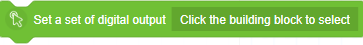 Set a set of digital output Click the building block to select